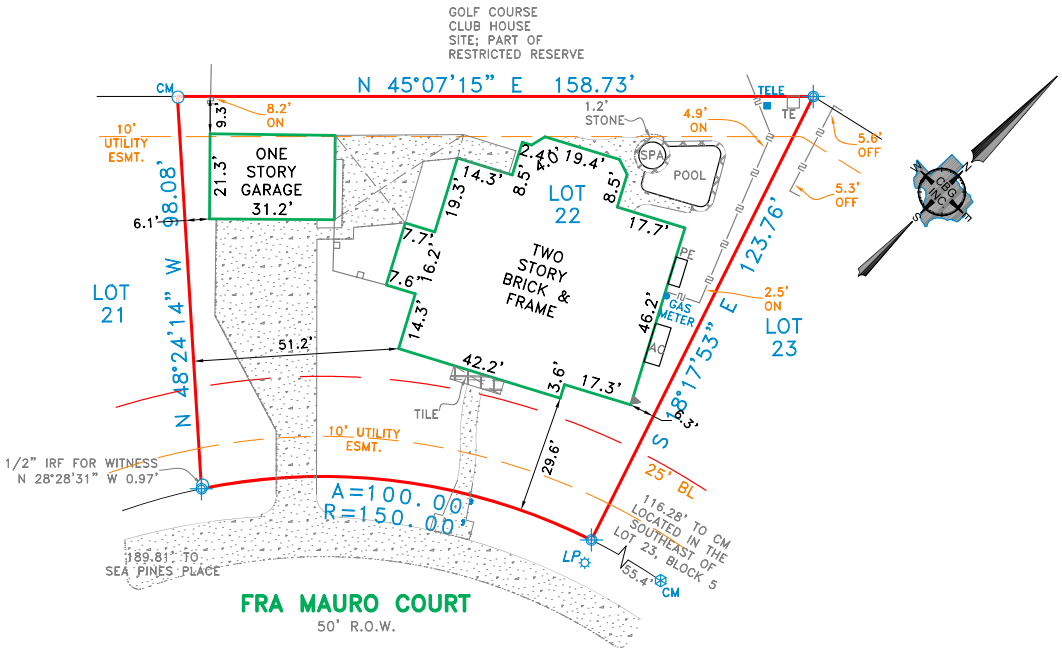 GOLF COURSE
CLUB HOUSE
SITE; PART OF
RESTRICTED RESERVE
CM
N 45°07'15" E 158.73'
9.3'
8.2'
ON
10'
UTILITY
ESMT.
1.2'
STONE
4.9'
ON
TELE
TE
5.6'
OFF
5.3'
OFF
ONE
STORY
GARAGE
21.3'
31.2'
6.1'
2.4'
4.0'
19.4'
14.3'
8.5'
8.5'
19.3'
SPA
POOL
LOT
22
17.7'
7.7'
16.2'
7.6'
14.3'
TWO
STORY
BRICK &
FRAME
PE
GAS
METER
46.2'
AC
2.5'
ON
W
N
S
E
CBG
INC.
LOT
21
N 48°24'14" W 98.08'
S 18°17'53" E 123.76'
LOT
23
51.2'
42.2'
3.6'
17.3'
6.3'
TILE
10' UTILITY
ESMT.
29.6'
25' BL
1/2" IRF FOR WITNESS
N 28°28'31" W 0.97'
A=100.00'
R=150.00'
116.28' TO CM
LOCATED IN THE
SOUTHEAST OF
LOT 23, BLOCK 5
LP
55.4'
CM
189.81' TO
SEA PINES PLACE
FRA MAURO COURT
50' R.O.W.